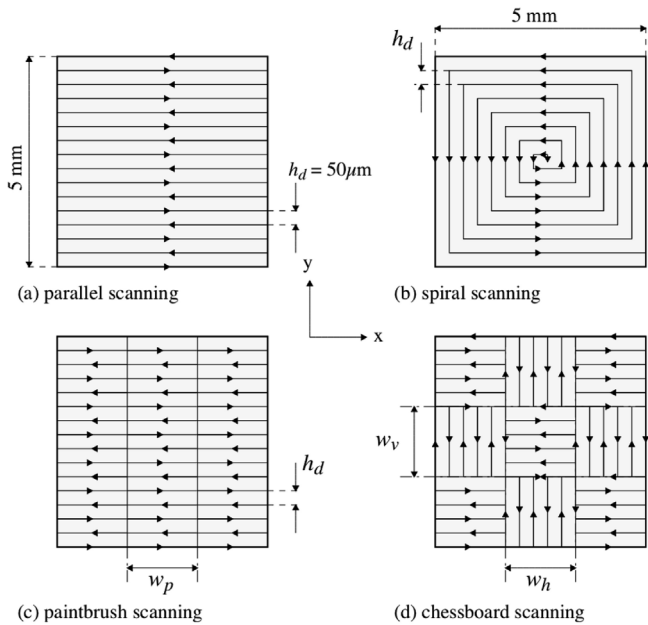 5 mm
h_d
5 mm
h_d = 50μm
y
(a) parallel scanning
(b) spiral scanning
x
h_d
w_v
w_p
w_h
(c) paintbrush scanning
(d) chessboard scanning